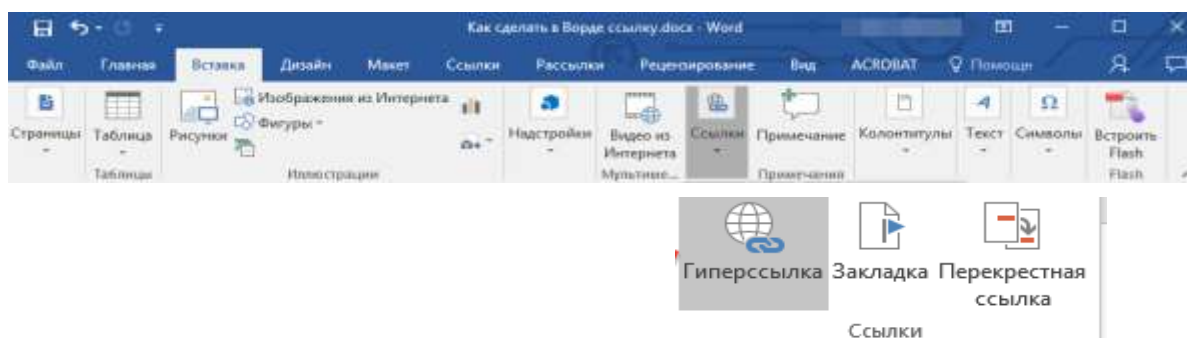 Как сделать в Ворде ссылку.docx - Word
Файл Главная Вставка Дизайн Макет Ссылки Рассылки Рецензирование Вид ACROBAT Помощн
Страницы Таблица Рисунки Изображения из Интернета Фигуры Надстройки Видео из Интернета Ссылки Примечание Колонтитулы Текст Символы Встроить Flash
Таблицы Иллюстрации Мультиме... Примечания Flash
Гиперссылка Закладка Перекрестная
ссылка
Ссылки